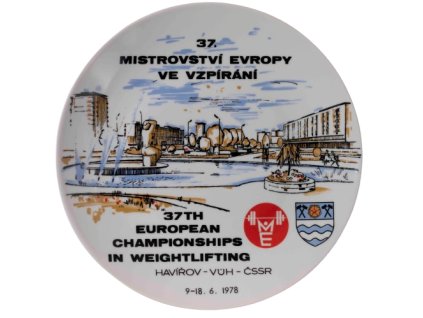 37.
MISTROVSTVÍ EVROPY
VE VZPÍRÁNÍ
37TH
EUROPEAN
CHAMPIONSHIPS
IN WEIGHTLIFTING
HAVÍŘOV - VÚH - ČSSR
9-18. 6. 1978